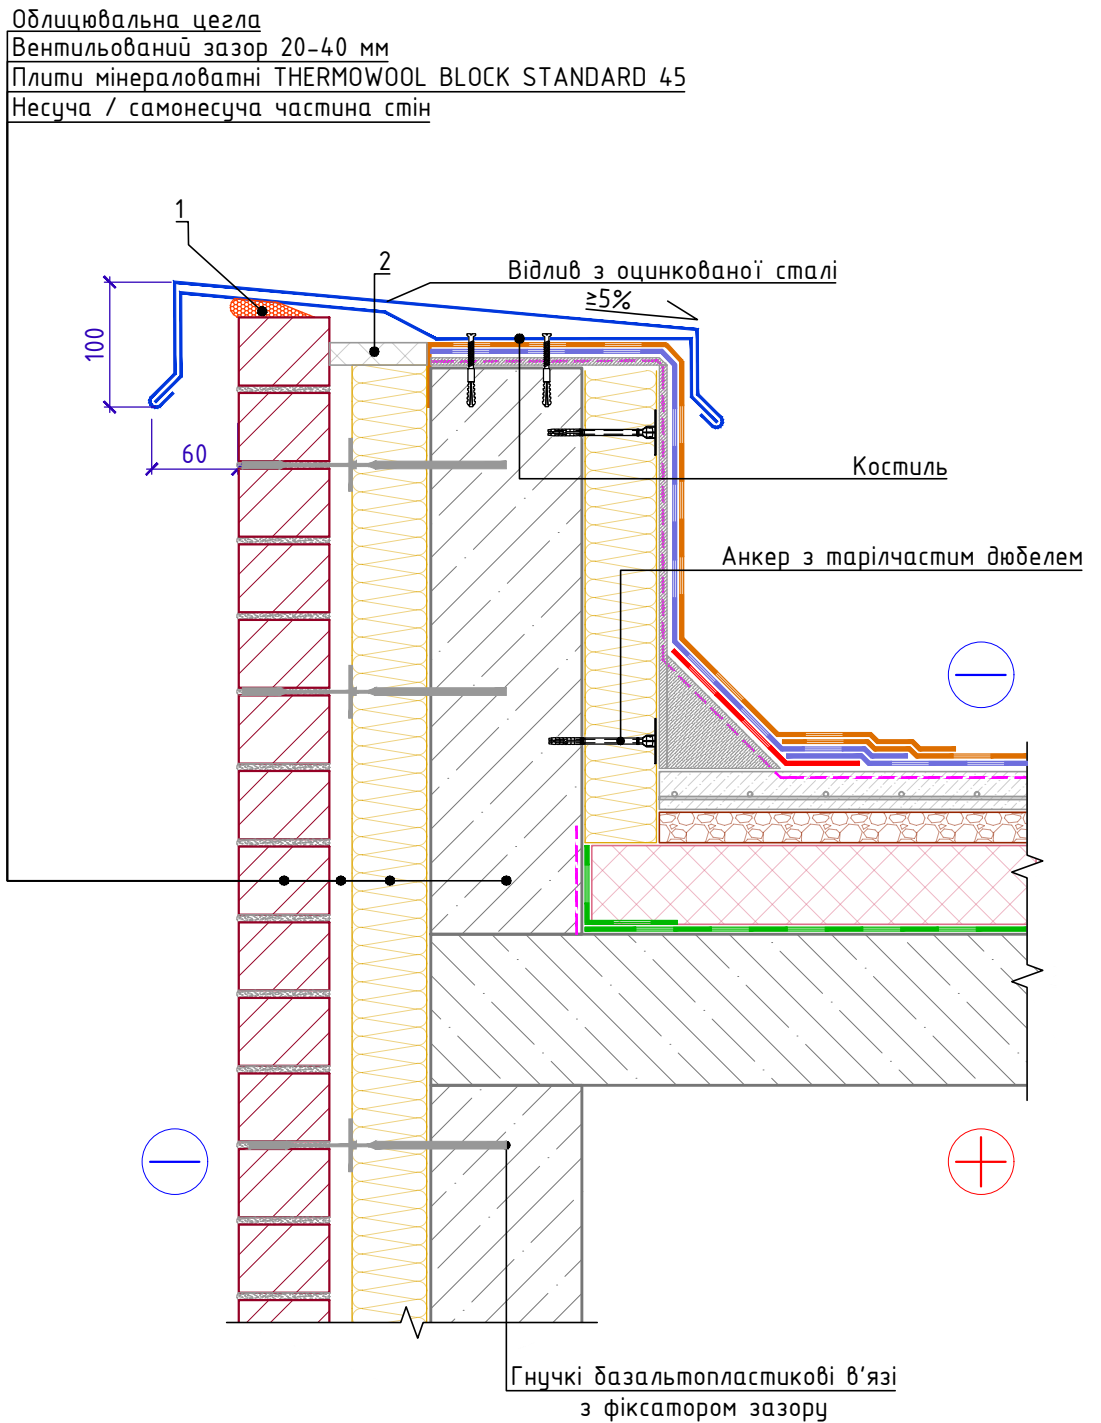 Облицювальна цегла
Вентильований зазор 20-40 мм
Плити мінераловатні THERMOWOOL BLOCK STANDARD 45
Несуча / самонесуча частина стін
1
2
Відлив з оцинкованої сталі
≥5%
100
60
Костиль
Анкер з тарілчастим дюбелем
Гнучкі базальтопластикові в'язі
з фіксатором зазору